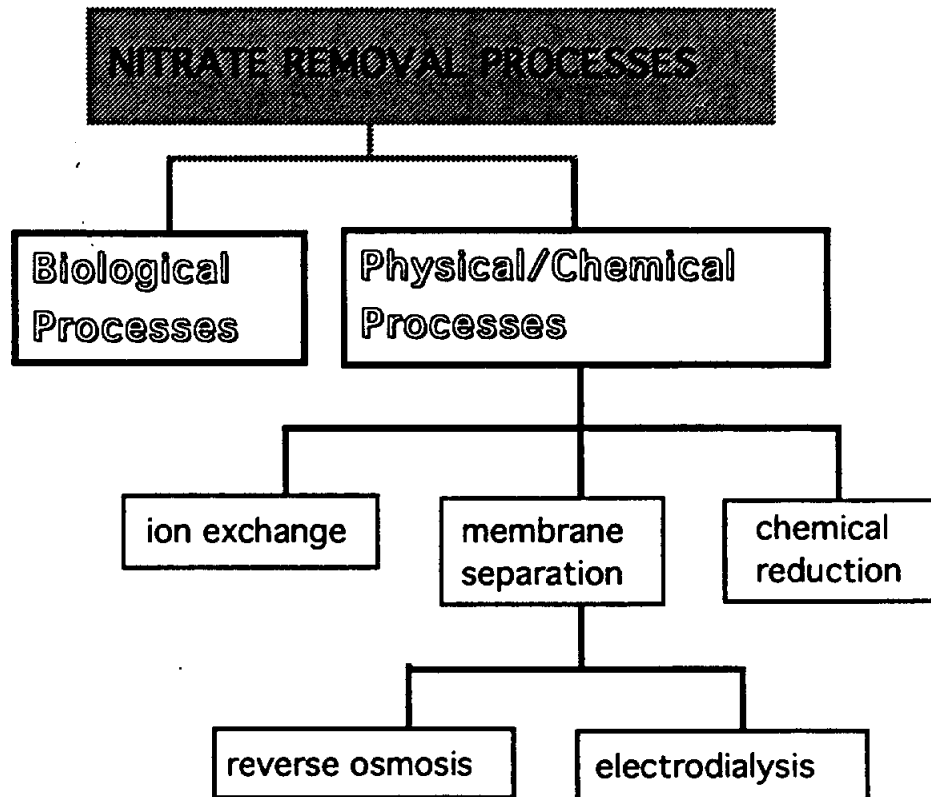 NITRATE REMOVAL PROCESSES
Biological
Processes
Physical/Chemical
Processes
ion exchange
membrane
separation
chemical
reduction
reverse osmosis
electrodialysis